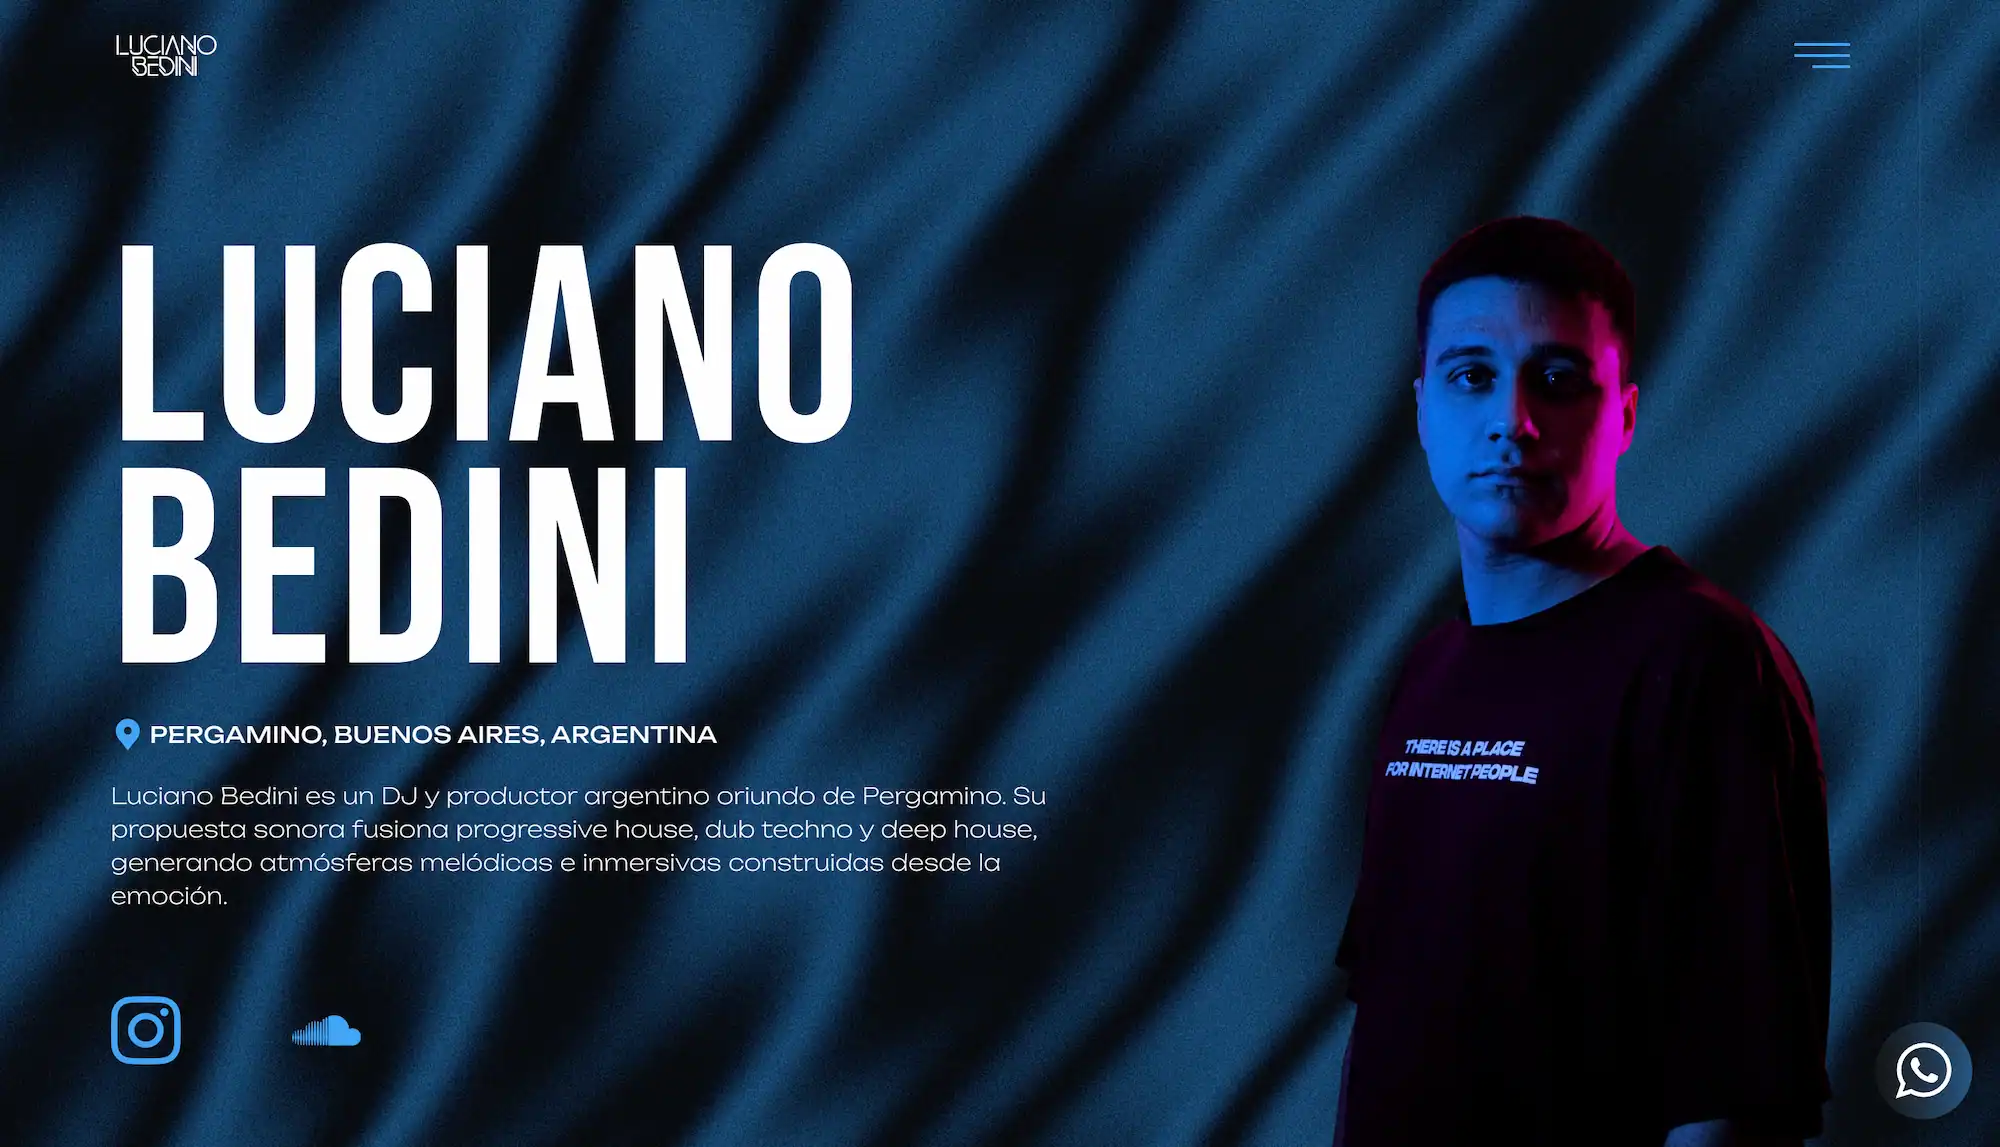 LUCIANO
BEDINI
LUCIANO
BEDINI
PERGAMINO, BUENOS AIRES, ARGENTINA
Luciano Bedini es un DJ y productor argentino oriundo de Pergamino. Su
propuesta sonora fusiona progressive house, dub techno y deep house,
generando atmósferas melódicas e inmersivas construidas desde la
emoción.
THERE IS A PLACE
FOR INTERNET PEOPLE